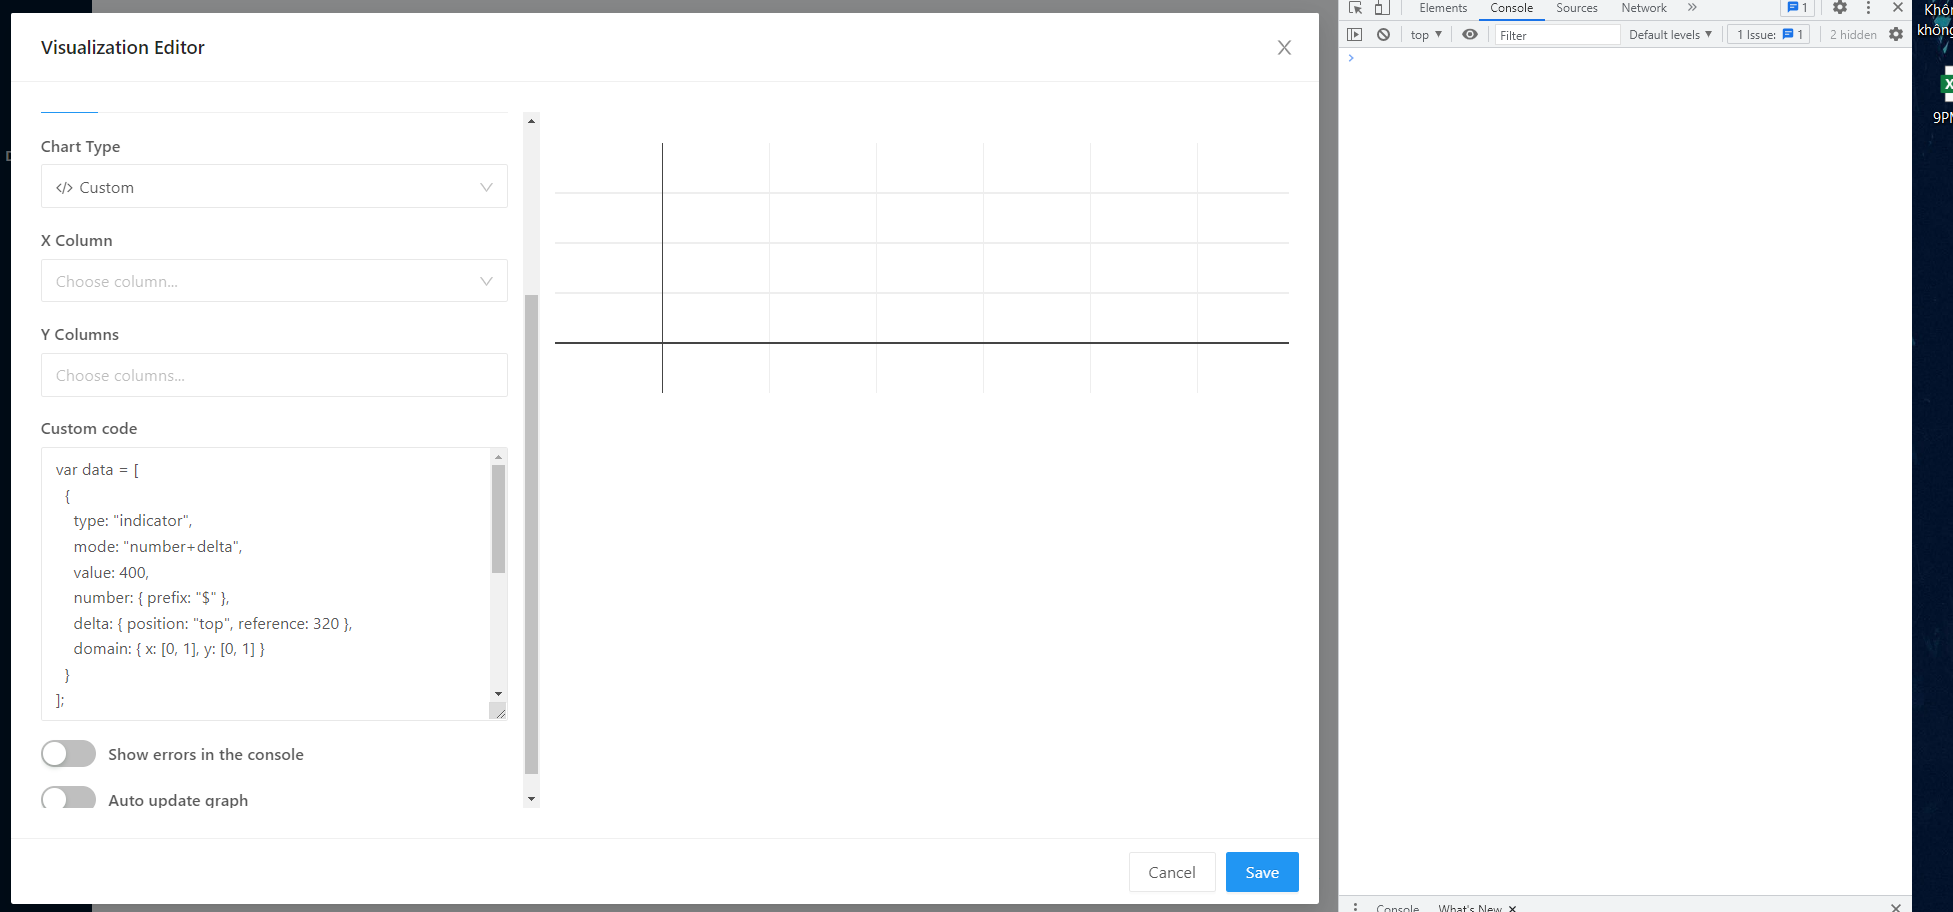 Visualization Editor
Chart Type
</> Custom
X Column
Choose column...
Y Columns
Choose columns...
Custom code
var data = [
{
type: "indicator",
mode: "number+delta",
value: 400,
number: { prefix: "$" },
delta: { position: "top", reference: 320 },
domain: { x: [0, 1], y: [0, 1] }
}
];
Show errors in the console
Auto update graph
Cancel
Save
Elements Console Sources Network » 1
top Filter Default levels 1 Issue: 1 2 hidden
>
Console What's New
không
9PM